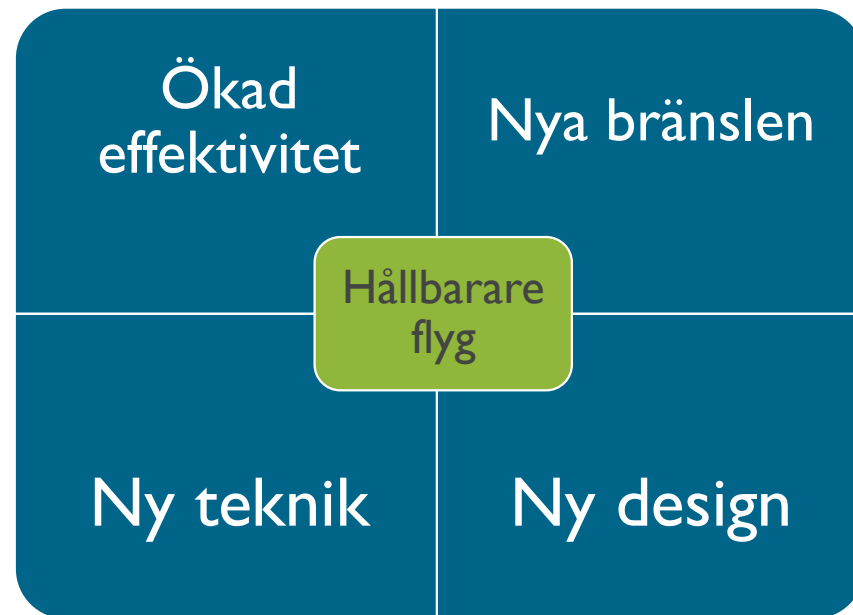 Ökad
effektivitet
Nya bränslen
Hållbarare
flyg
Ny teknik
Ny design